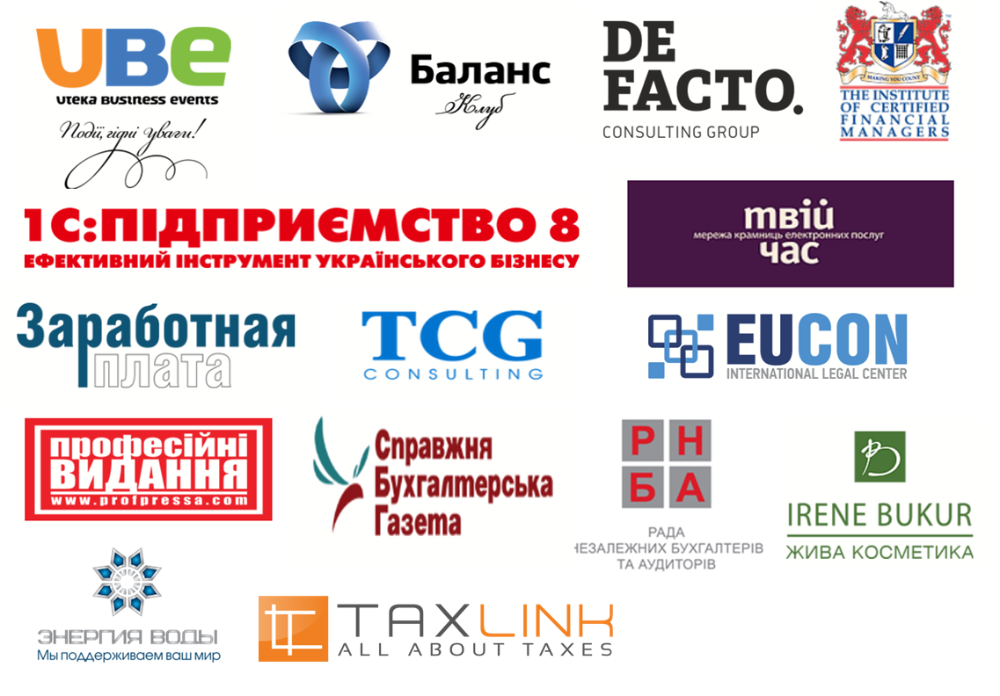 UBE
uteka business events
Події, гідні уваги!
Баланс
Клуб
DE
FACTO.
CONSULTING GROUP
MAKING YOU COUNT
THE INSTITUTE
OF CERTIFIED
FINANCIAL
MANAGERS
1С:ПІДПРИЄМСТВО 8
ЕФЕКТИВНИЙ ІНСТРУМЕНТ УКРАЇНСЬКОГО БІЗНЕСУ
твій
мережа крамниць електронних послуг
час
Заработная
плата
TCG
CONSULTING
EUCON
INTERNATIONAL LEGAL CENTER
професійні
ВИДАННЯ
www.profpressa.com
Справжня
Бухгалтерська
Газета
РН
БА
РАДА
НЕЗАЛЕЖНИХ БУХГАЛТЕРІВ
ТА АУДИТОРІВ
IRENE BUKUR
ЖИВА КОСМЕТИКА
ЭНЕРГИЯ ВОДЫ
Мы поддерживаем ваш мир
TAXLINK
ALL ABOUT TAXES